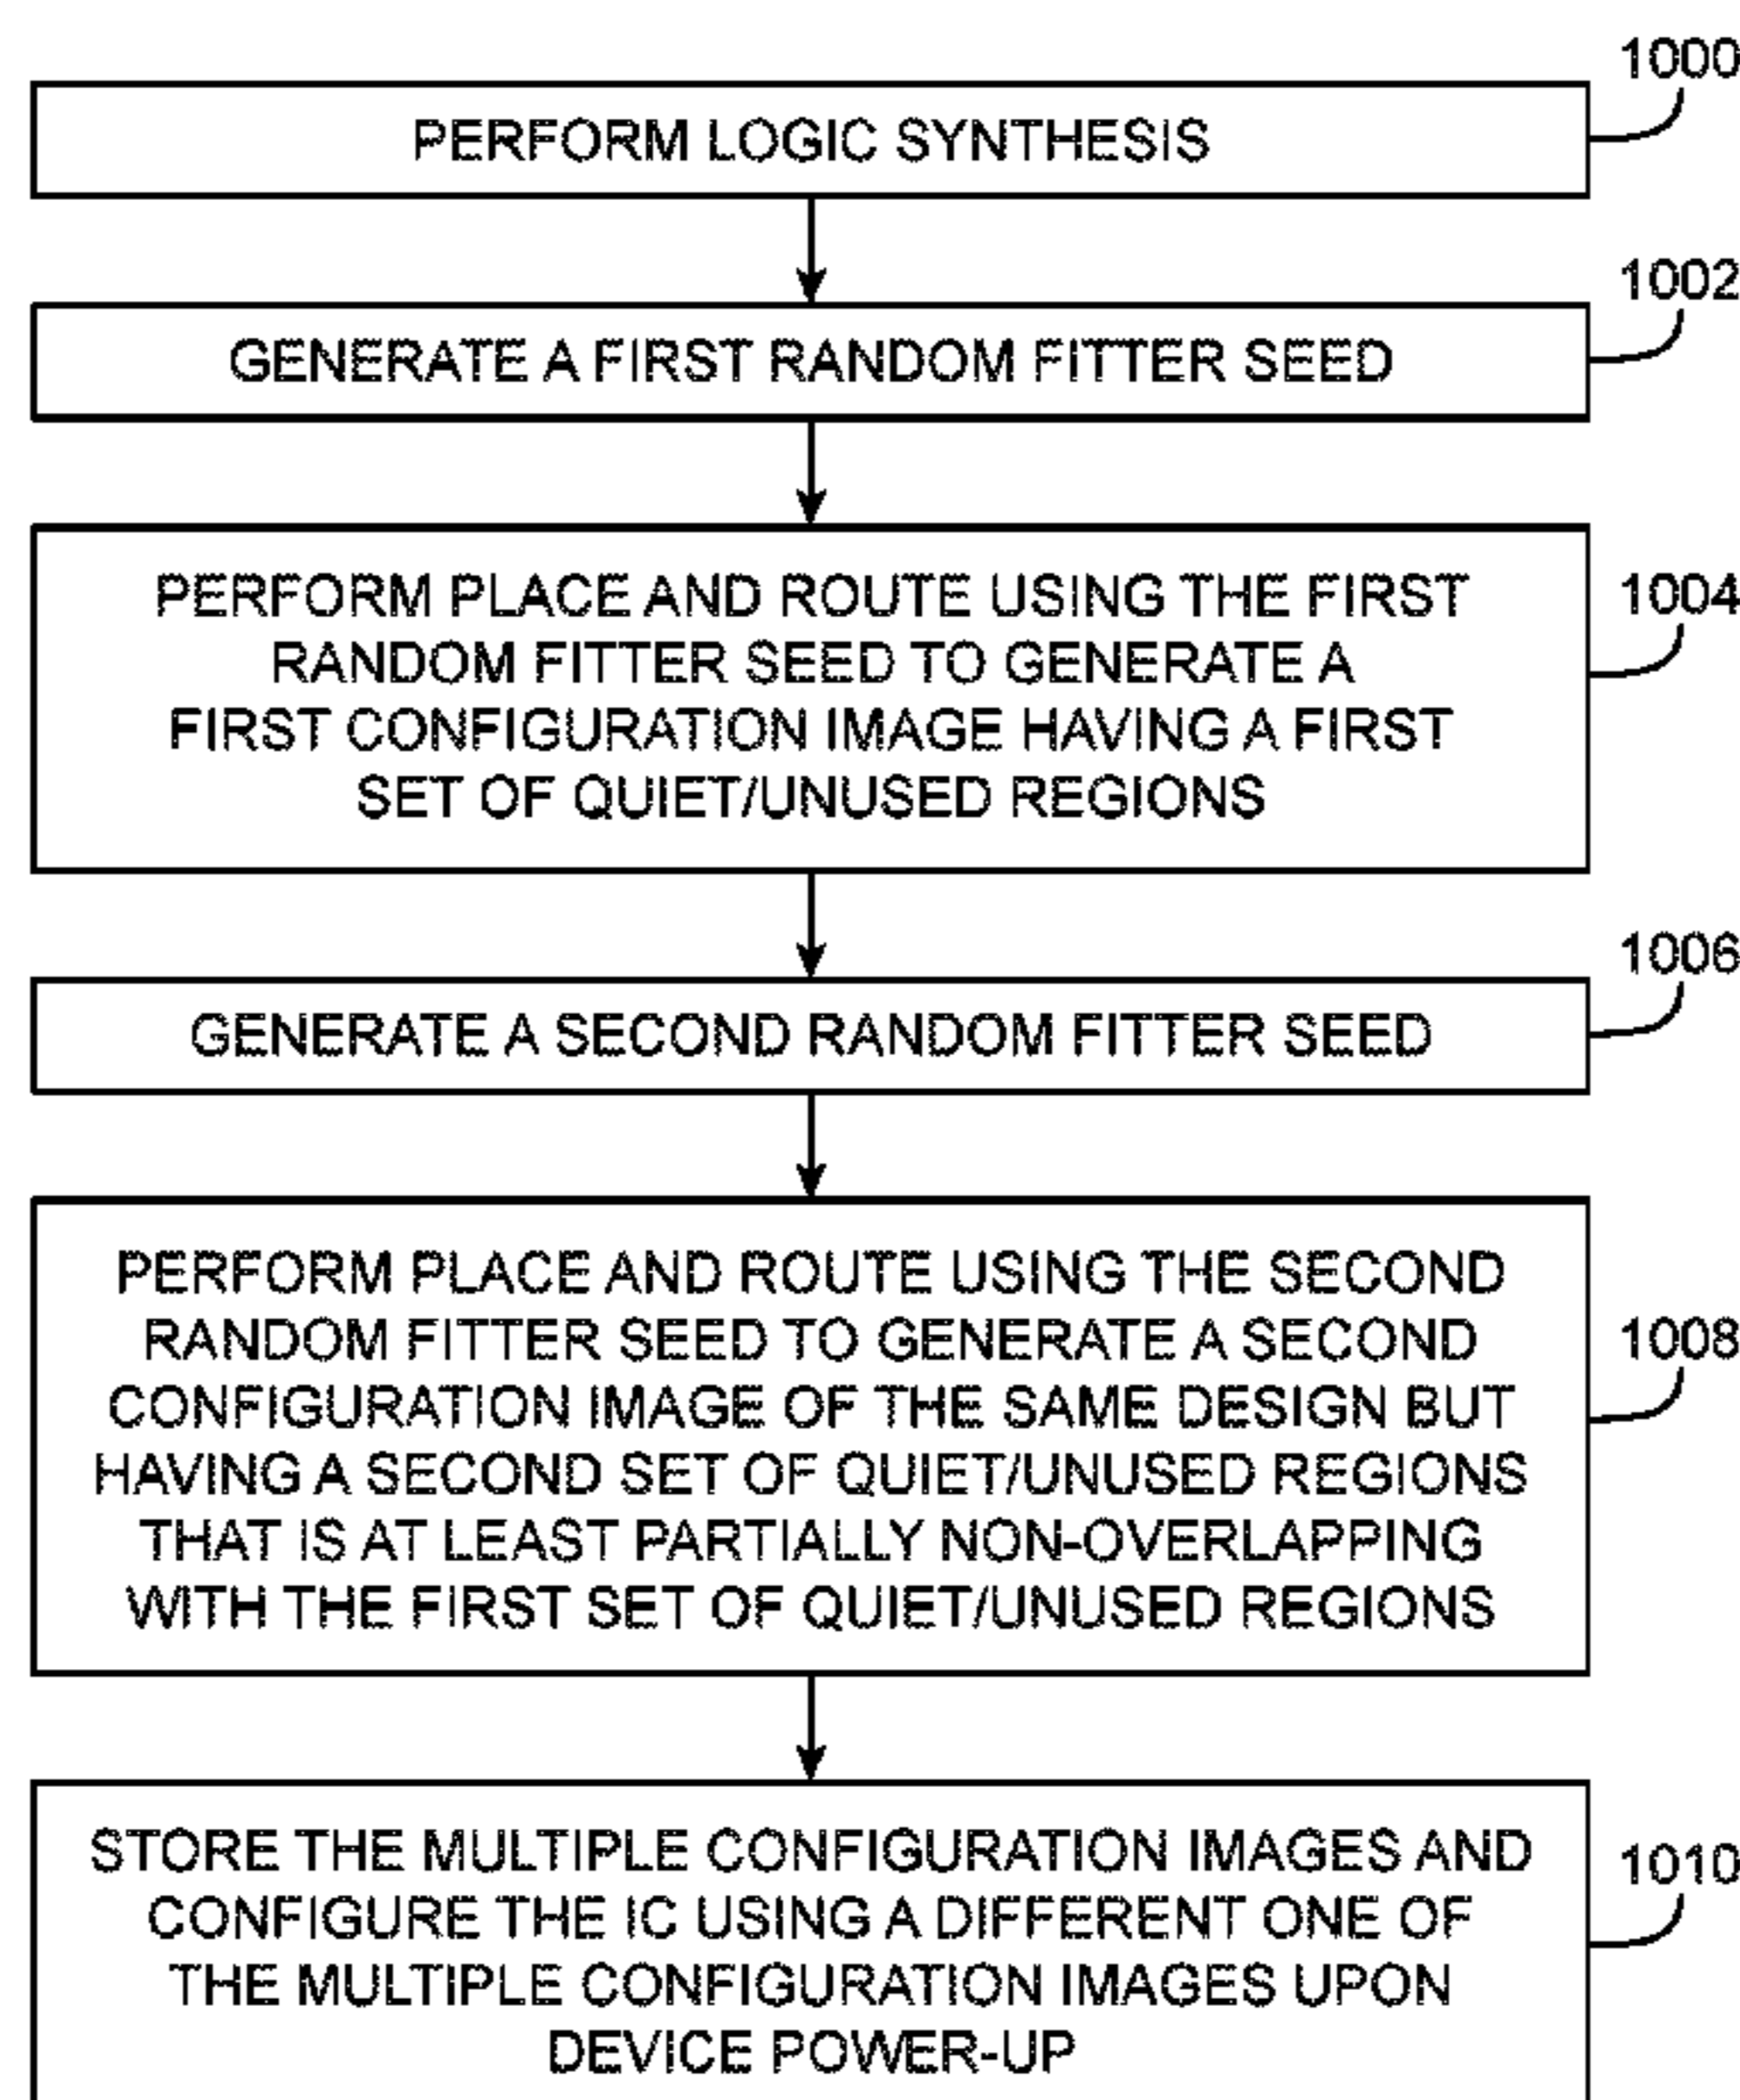 1000
PERFORM LOGIC SYNTHESIS
1002
GENERATE A FIRST RANDOM FITTER SEED
1004
PERFORM PLACE AND ROUTE USING THE FIRST
RANDOM FITTER SEED TO GENERATE A
FIRST CONFIGURATION IMAGE HAVING A FIRST
SET OF QUIET/UNUSED REGIONS
1006
GENERATE A SECOND RANDOM FITTER SEED
1008
PERFORM PLACE AND ROUTE USING THE SECOND
RANDOM FITTER SEED TO GENERATE A SECOND
CONFIGURATION IMAGE OF THE SAME DESIGN BUT
HAVING A SECOND SET OF QUIET/UNUSED REGIONS
THAT IS AT LEAST PARTIALLY NON-OVERLAPPING
WITH THE FIRST SET OF QUIET/UNUSED REGIONS
1010
STORE THE MULTIPLE CONFIGURATION IMAGES AND
CONFIGURE THE IC USING A DIFFERENT ONE OF
THE MULTIPLE CONFIGURATION IMAGES UPON
DEVICE POWER-UP